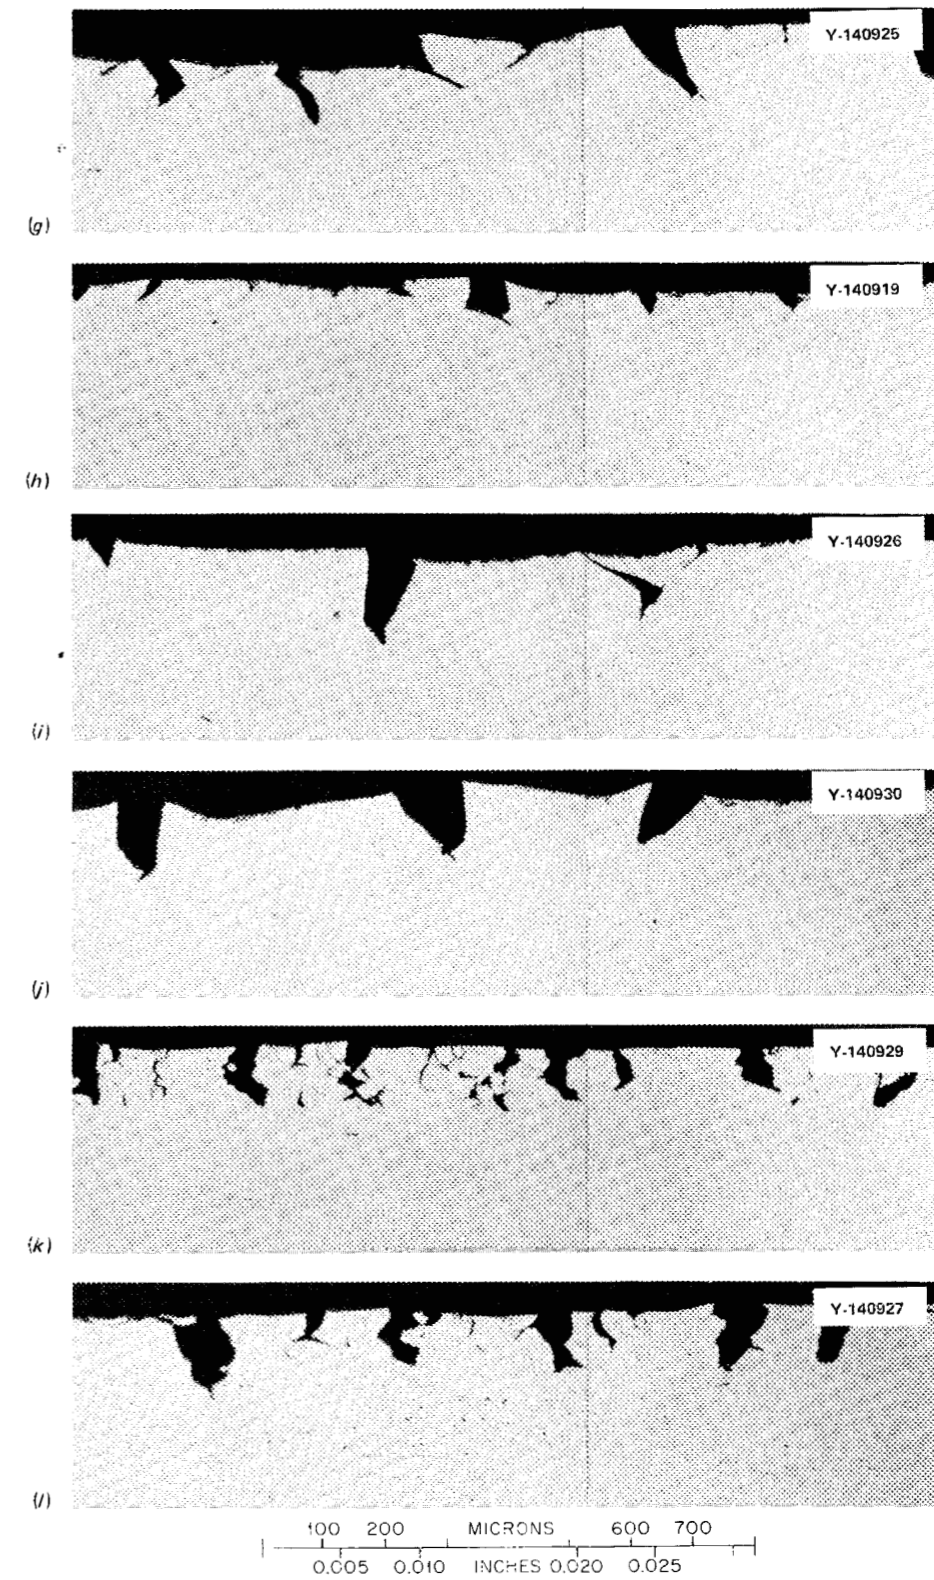 Y-140925
(g)
Y-140919
(h)
Y-140926
(i)
Y-140930
(j)
Y-140929
(k)
Y-140927
(l)
100 200 MICRONS 600 700
0.005 0.010 INCHES 0.020 0.025